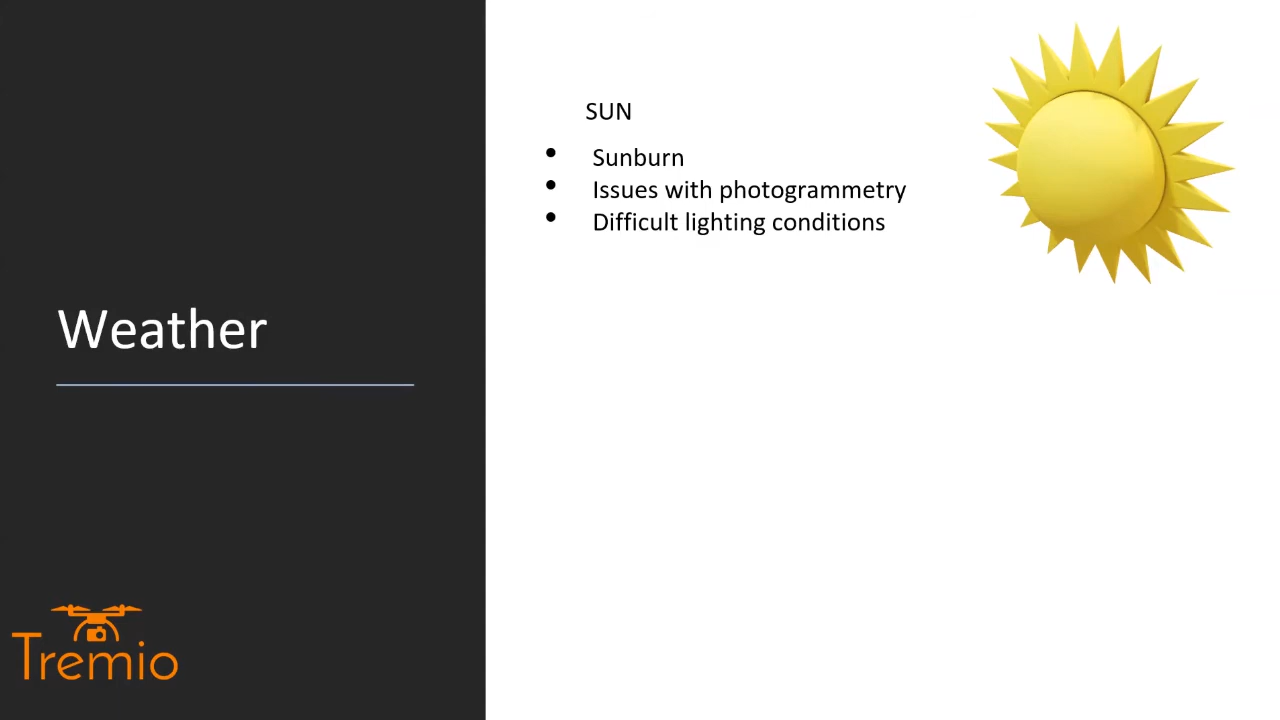 SUN
Sunburn
Issues with photogrammetry
Difficult lighting conditions
Weather
Tremio